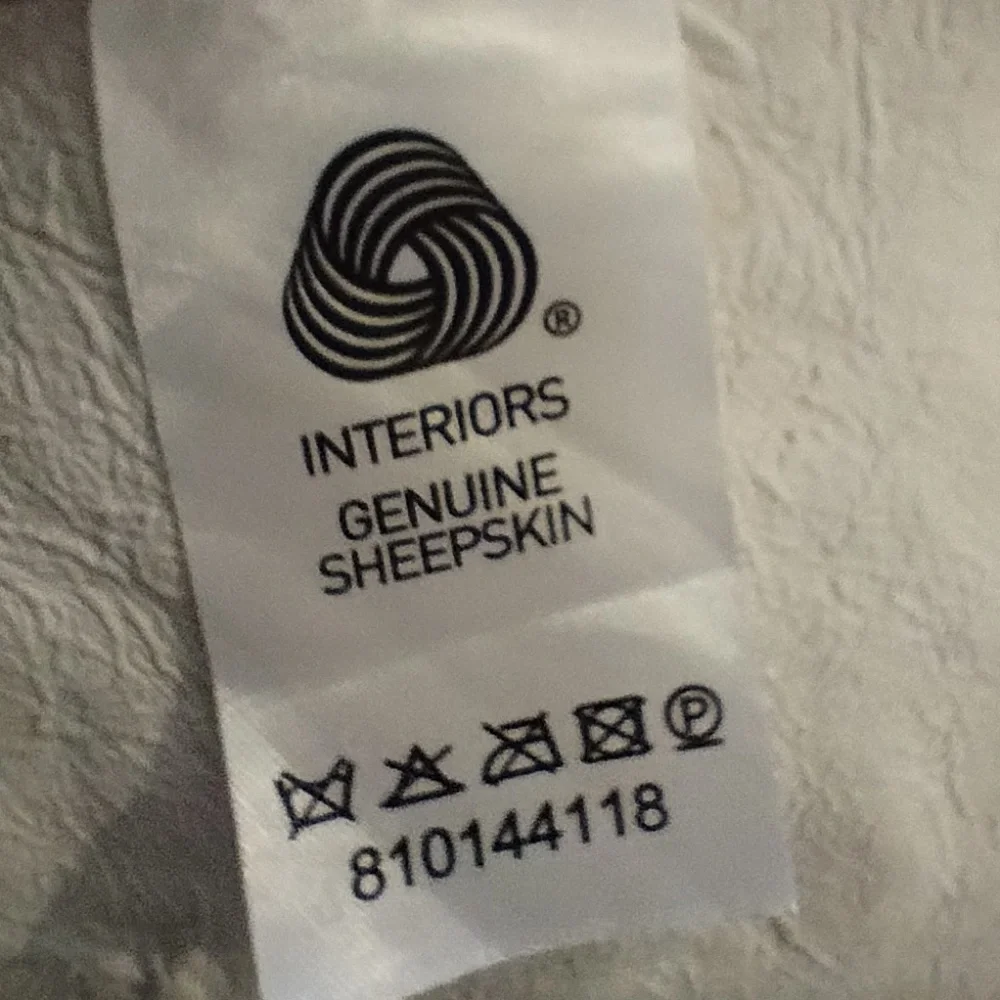 ®
INTERIORS
GENUINE
SHEEPSKIN
P
810144118